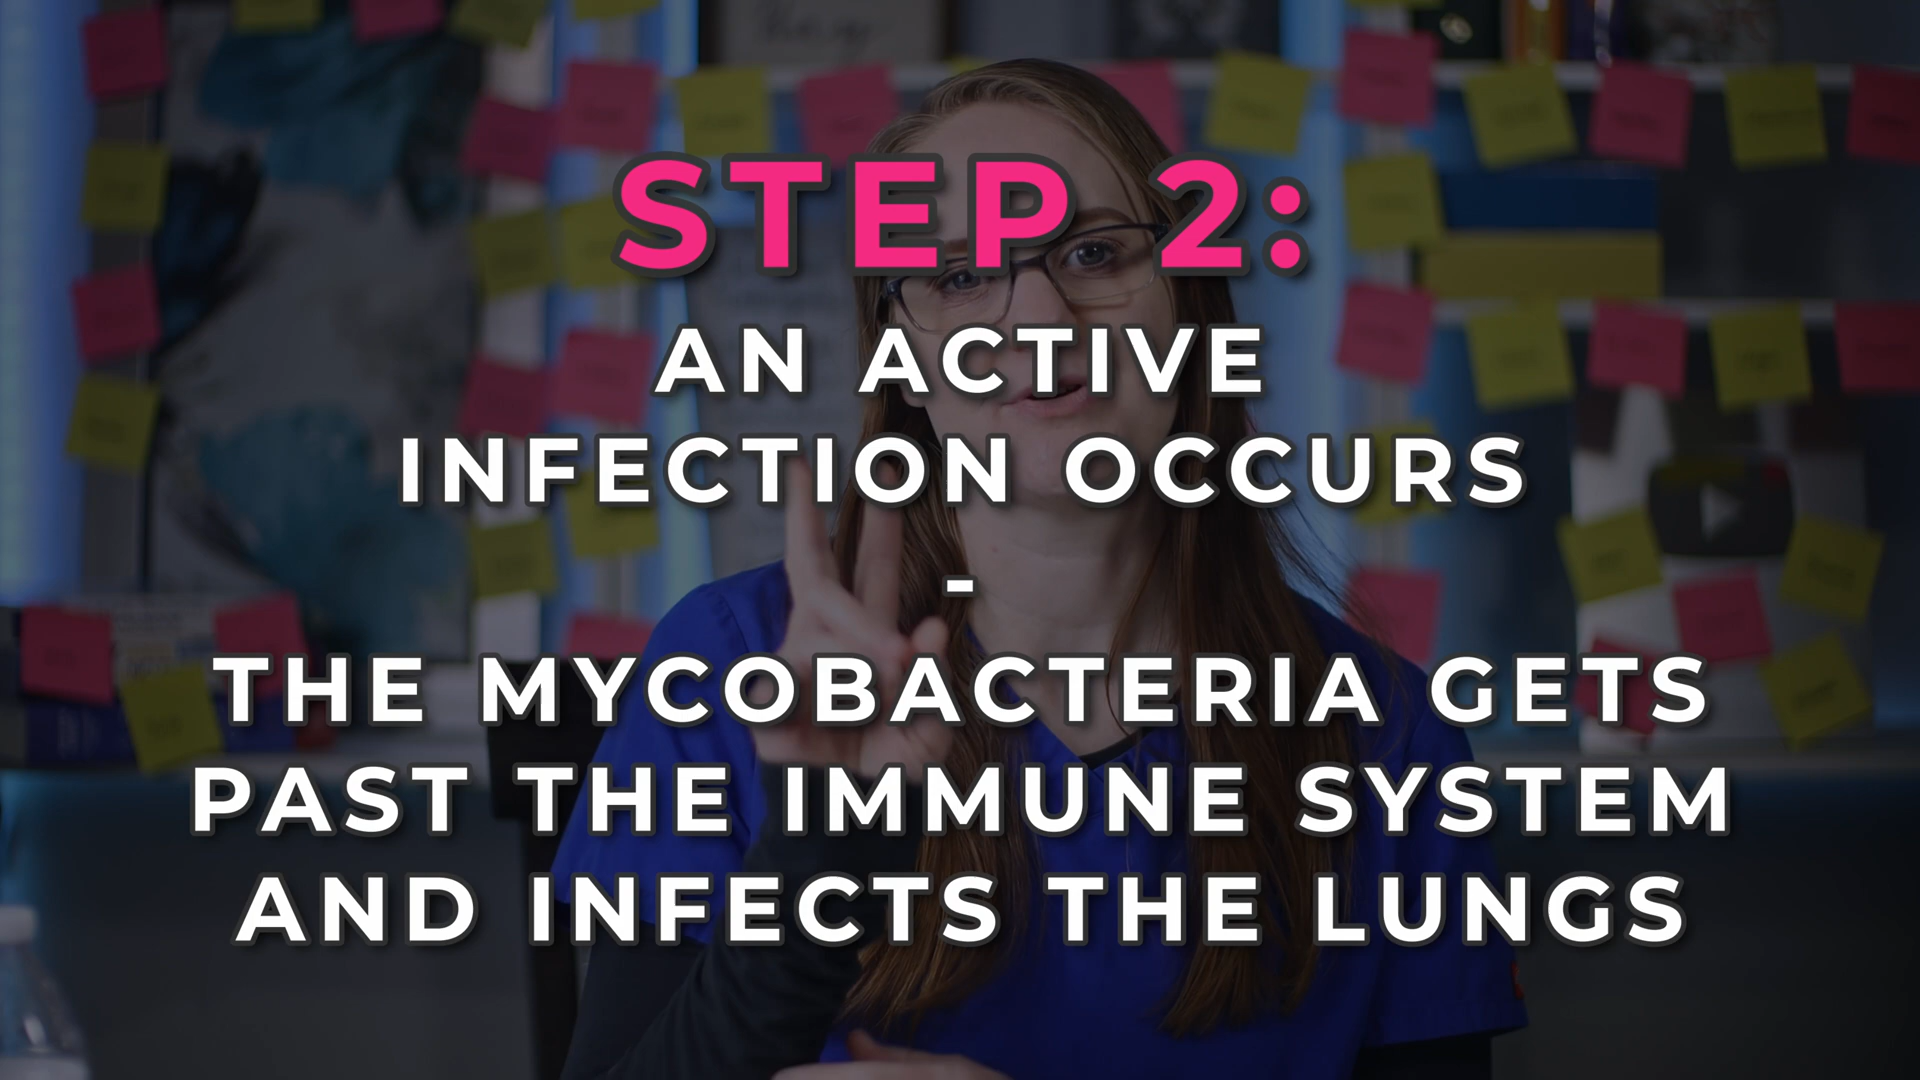 STEP 2:
AN ACTIVE
INFECTION OCCURS
-
THE MYCOBACTERIA GETS
PAST THE IMMUNE SYSTEM
AND INFECTS THE LUNGS